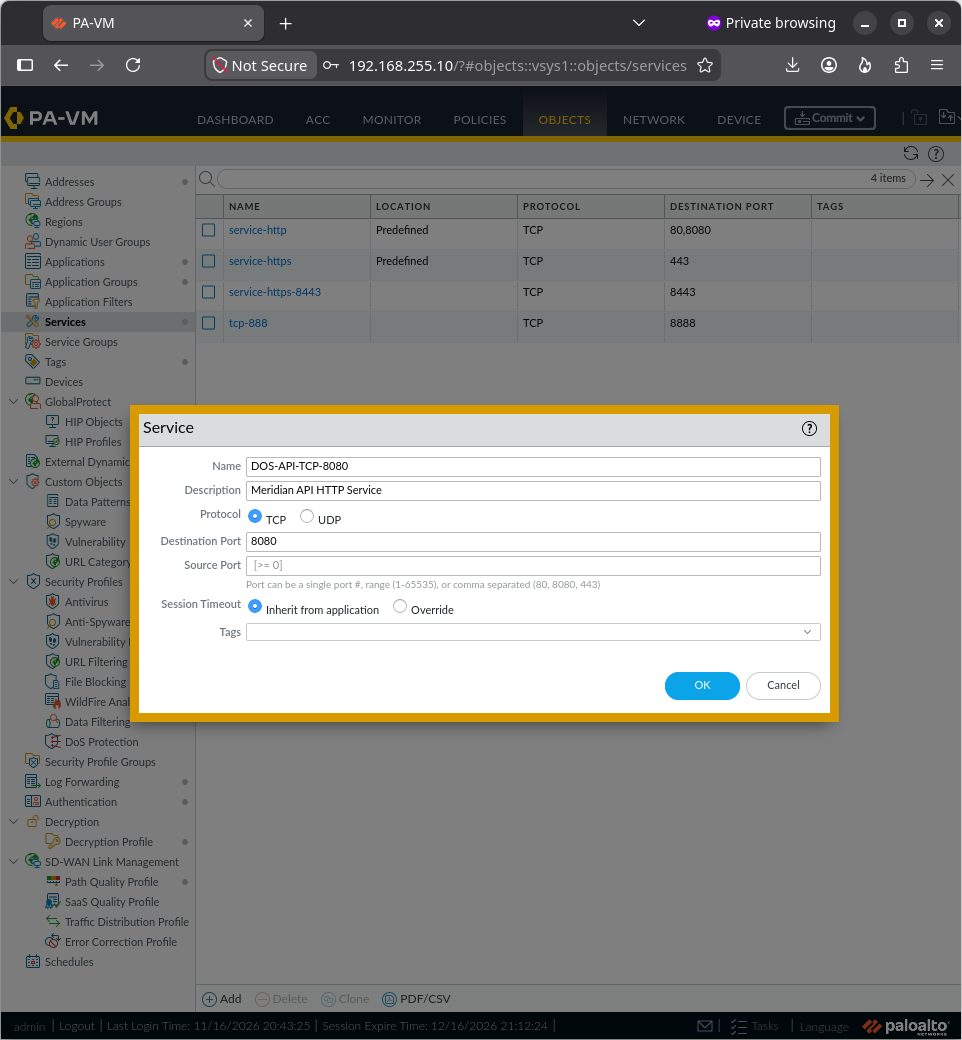 PA-VM
Private browsing
Not Secure
192.168.255.10/?#objects::vsys1::objects/services
PA-VM
DASHBOARD
ACC
MONITOR
POLICIES
OBJECTS
NETWORK
DEVICE
Commit
Addresses
Address Groups
Regions
Dynamic User Groups
Applications
Application Groups
Application Filters
Services
Service Groups
Tags
Devices
GlobalProtect
HIP Objects
HIP Profiles
External Dynamic
Custom Objects
Data Patterns
Spyware
Vulnerability
URL Category
Security Profiles
Antivirus
Anti-Spyware
Vulnerability
URL Filtering
File Blocking
WildFire Anal
Data Filtering
DoS Protection
Security Profile Groups
Log Forwarding
Authentication
Decryption
Decryption Profile
SD-WAN Link Management
Path Quality Profile
SaaS Quality Profile
Traffic Distribution Profile
Error Correction Profile
Schedules
4 items
NAME LOCATION PROTOCOL DESTINATION PORT TAGS
service-http Predefined TCP 80,8080
service-https Predefined TCP 443
service-https-8443 TCP 8443
tcp-888 TCP 8888
Service
Name DOS-API-TCP-8080
Description Meridian API HTTP Service
Protocol TCP UDP
Destination Port 8080
Source Port [>= 0]
Port can be a single port #, range (1-65535), or comma separated (80, 8080, 443)
Session Timeout Inherit from application Override
Tags
OK Cancel
Add Delete Clone PDF/CSV
admin | Logout | Last Login Time: 11/16/2026 20:43:25 | Session Expire Time: 12/16/2026 21:12:24 |
| Tasks | Language paloalto NETWORKS